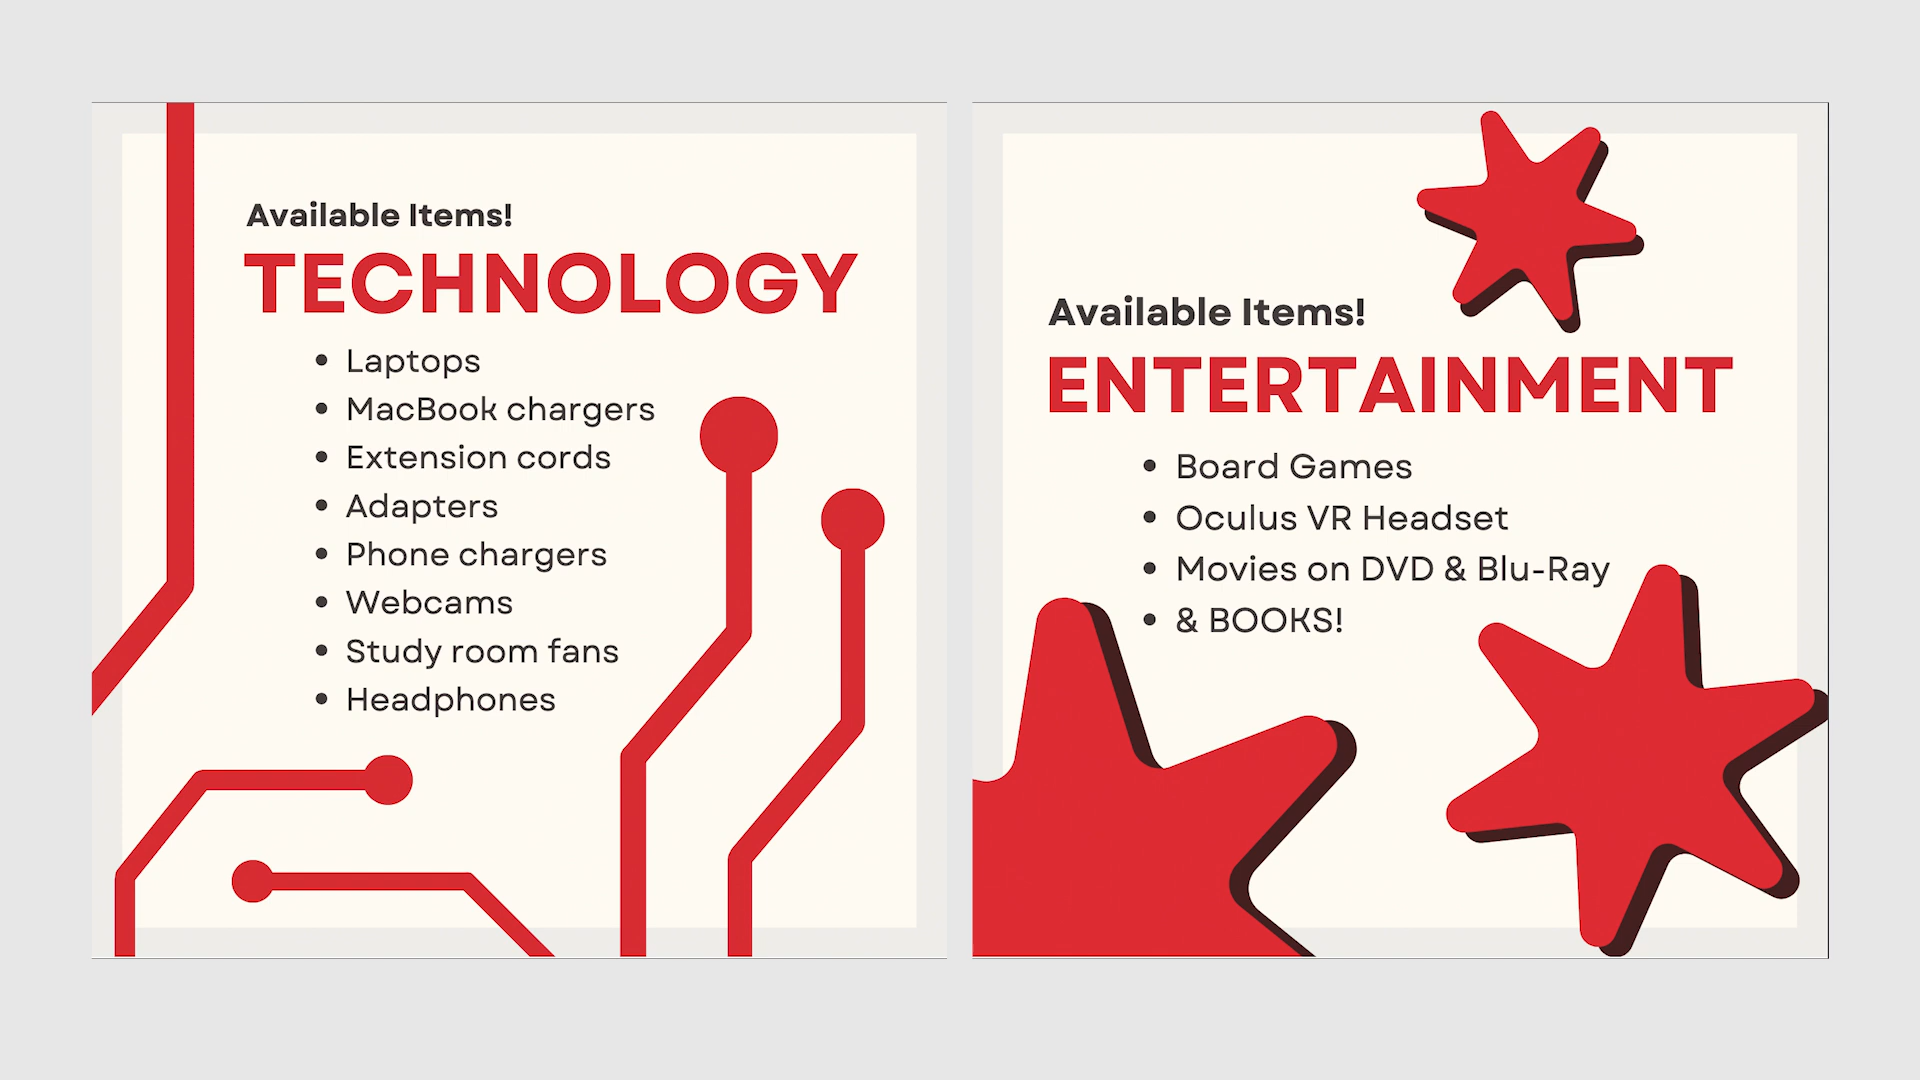 Available Items!
TECHNOLOGY
• Laptops
• MacBook chargers
• Extension cords
• Adapters
• Phone chargers
• Webcams
• Study room fans
• Headphones
Available Items!
ENTERTAINMENT
• Board Games
• Oculus VR Headset
• Movies on DVD & Blu-Ray
• & BOOKS!